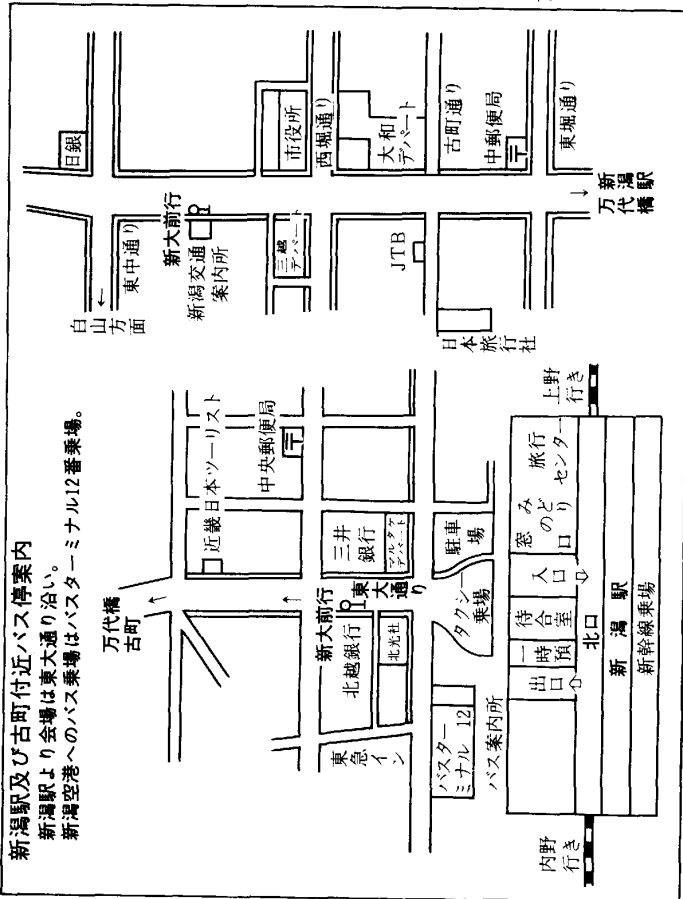 新潟駅及び古町付近バス停案内
新潟駅より会場は東大通り沿い。
新潟空港へのバス乗場はバスターミナル12番乗場。
万代橋
古町
近畿日本ツーリスト
中央郵便局
〒
新大前行
北越銀行
北光社
三井
銀行
マルタケ
デパート
東大通り
東急イン
タクシー
乗場
駐車場
バスター
ミナル 12
バス案内所
出口
一時預
待合室
入口
みどり
の
窓口
旅行
センター
北口
新潟駅
新幹線乗場
内野
行き
上野
行き
白山方面
東中通り
日銀
新大前行
新潟交通
案内所
市役所
三越
デパート
西堀通り
大和
デパート
JTB
古町通り
中郵便局
〒
日本旅行社
東堀通り
新潟駅
万代橋